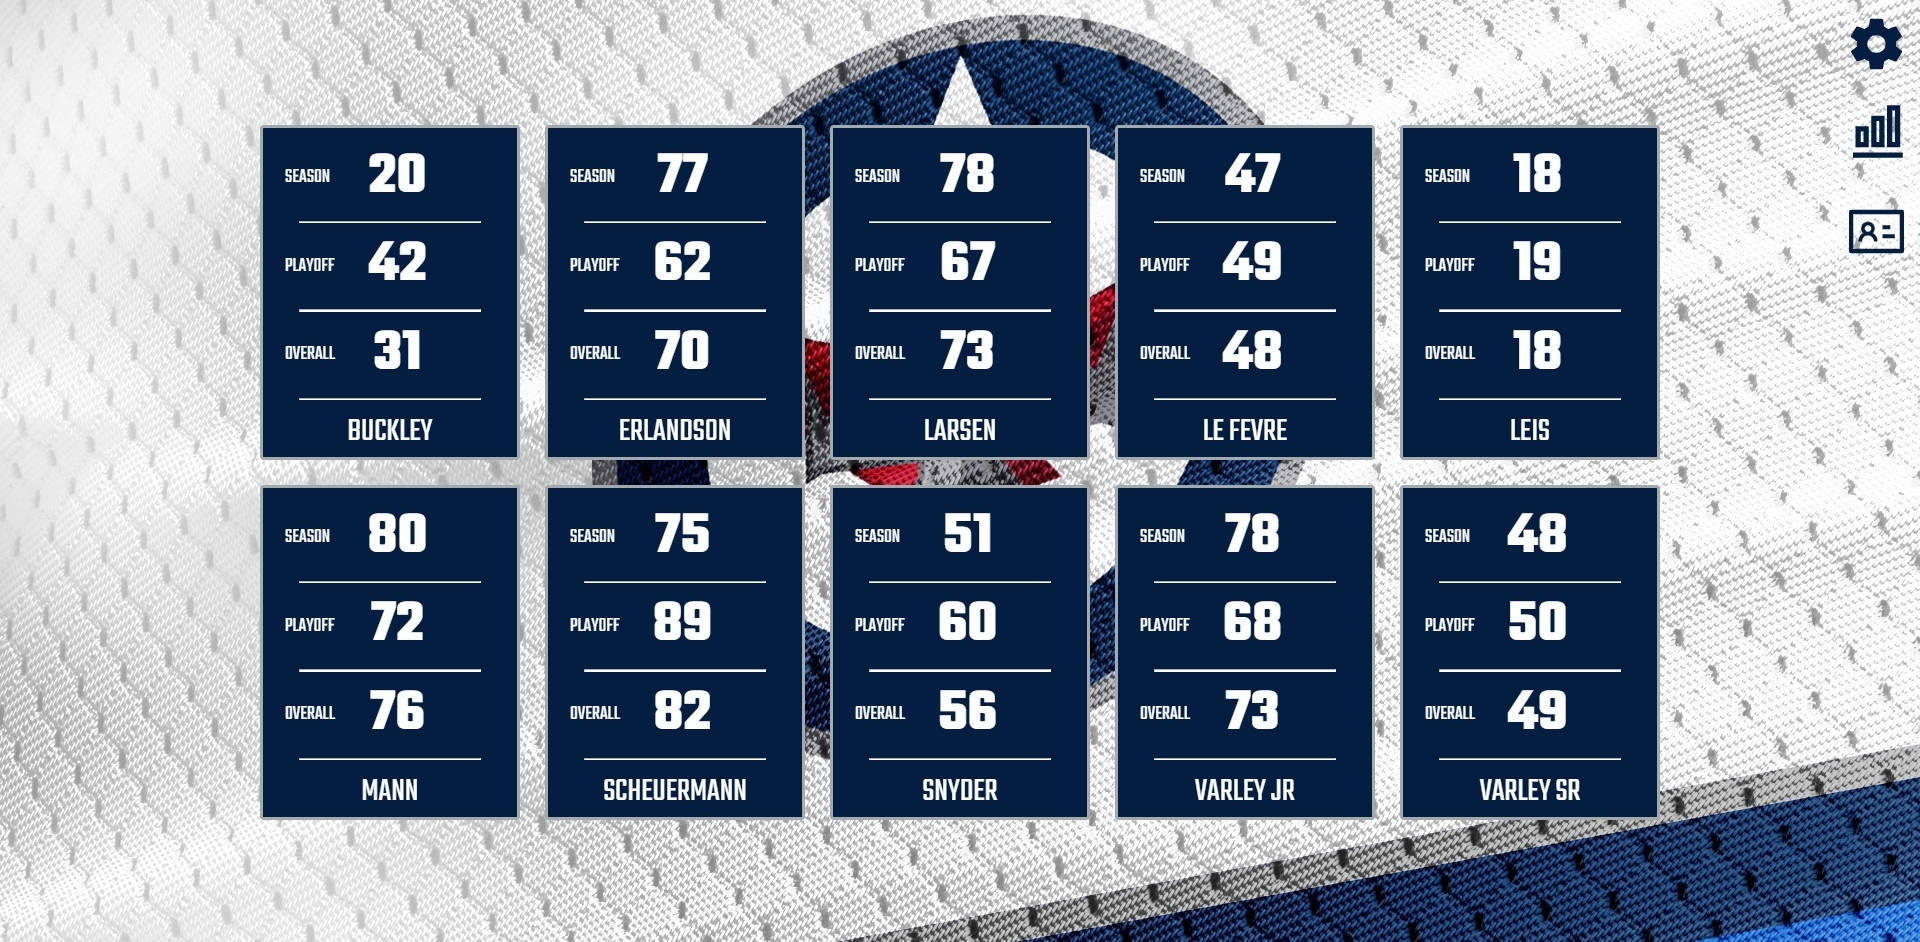 SEASON 20
PLAYOFF 42
OVERALL 31
BUCKLEY
SEASON 77
PLAYOFF 62
OVERALL 70
ERLANDSON
SEASON 78
PLAYOFF 67
OVERALL 73
LARSEN
SEASON 47
PLAYOFF 49
OVERALL 48
LE FEVRE
SEASON 18
PLAYOFF 19
OVERALL 18
LEIS
SEASON 80
PLAYOFF 72
OVERALL 76
MANN
SEASON 75
PLAYOFF 89
OVERALL 82
SCHEUERMANN
SEASON 51
PLAYOFF 60
OVERALL 56
SNYDER
SEASON 78
PLAYOFF 68
OVERALL 73
VARLEY JR
SEASON 48
PLAYOFF 50
OVERALL 49
VARLEY SR